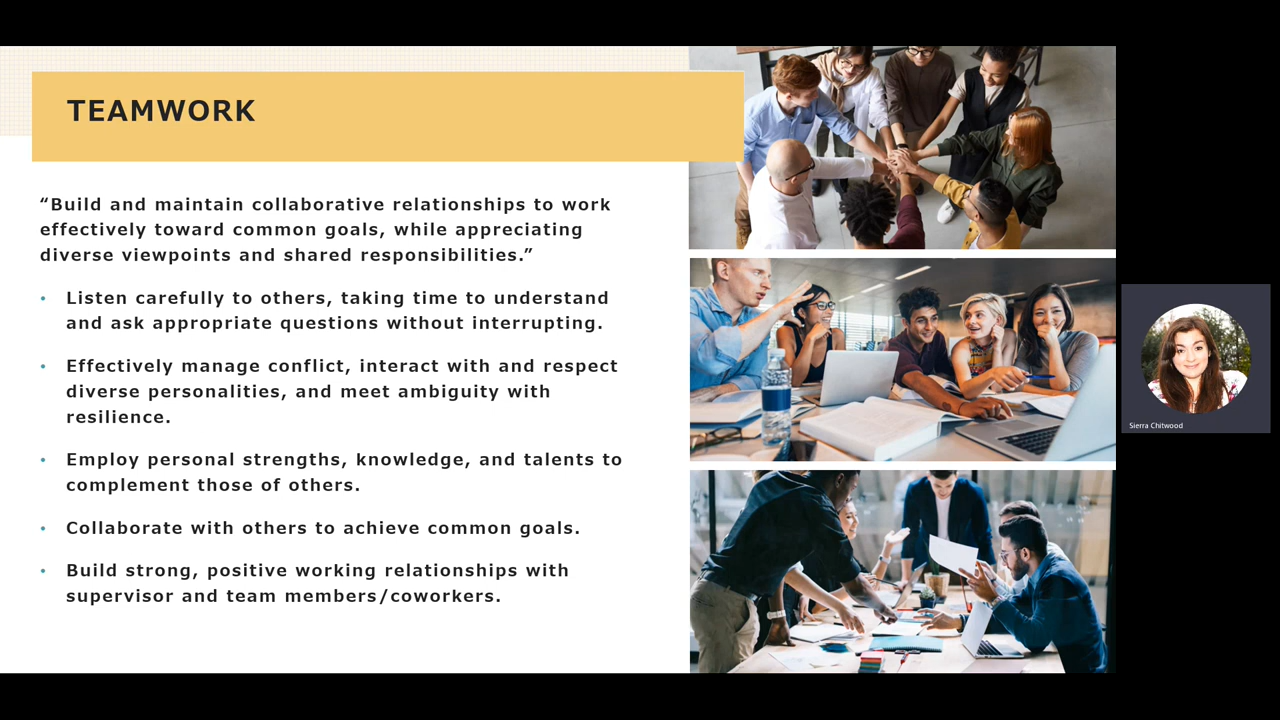 TEAMWORK
“Build and maintain collaborative relationships to work
effectively toward common goals, while appreciating
diverse viewpoints and shared responsibilities.”
• Listen carefully to others, taking time to understand
and ask appropriate questions without interrupting.
• Effectively manage conflict, interact with and respect
diverse personalities, and meet ambiguity with
resilience.
• Employ personal strengths, knowledge, and talents to
complement those of others.
• Collaborate with others to achieve common goals.
• Build strong, positive working relationships with
supervisor and team members/coworkers.
Sierra Chitwood